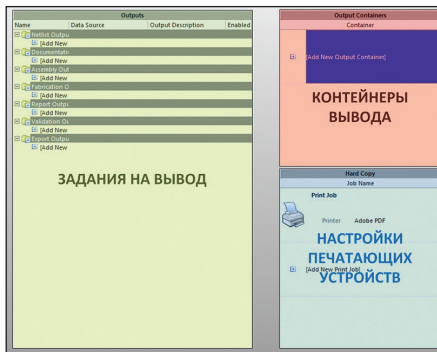 Outputs
Name Data Source Output Description Enabled
Netlist Outpu
[Add New
Documentati
[Add New
Assembly Out
[Add New
Fabrication O
[Add New
Report Outpu
[Add New
Validation Ou
[Add New
Export Outpu
[Add New
ЗАДАНИЯ НА ВЫВОД
Output Containers
Container
[Add New Output Container]
КОНТЕЙНЕРЫ
ВЫВОДА
Hard Copy
Job Name
Print Job
Printer Adobe PDF
НАСТРОЙКИ
ПЕЧАТАЮЩИХ
[Add New Print Job]
УСТРОЙСТВ